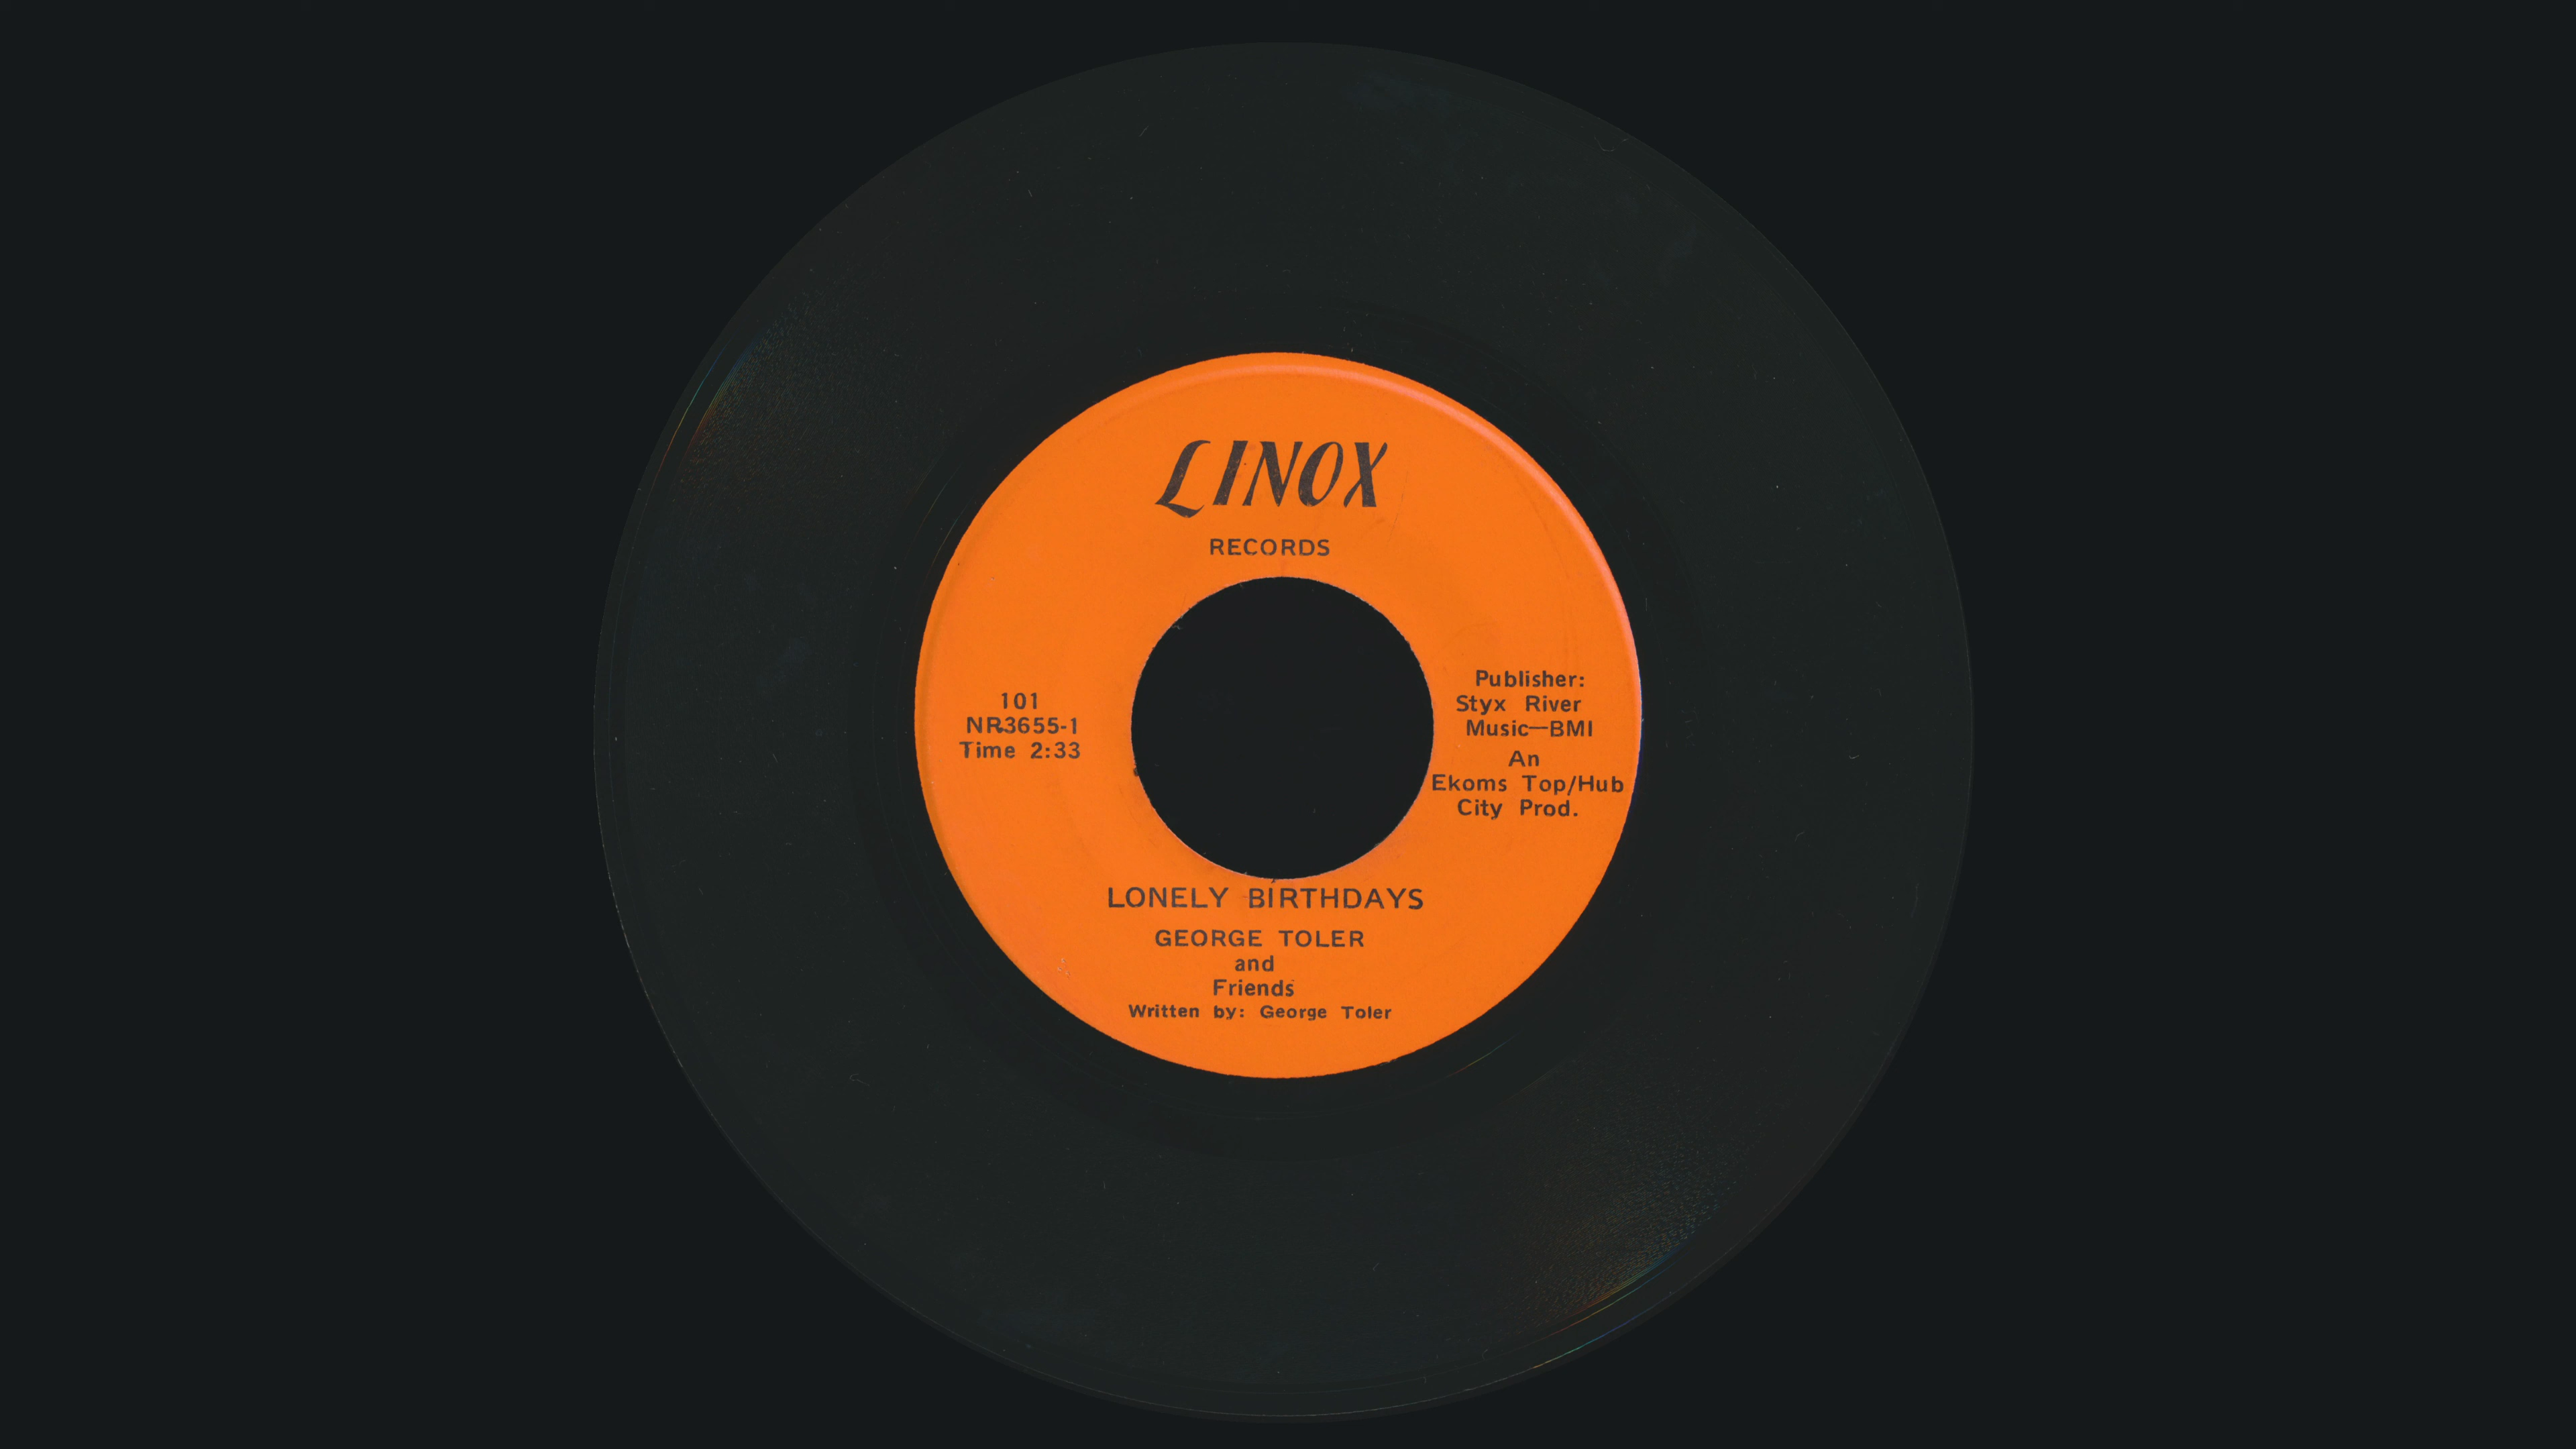 LINOX
RECORDS
101
NR3655-1
Time 2:33
Publisher:
Styx River
Music—BMI
An
Ekoms Top/Hub
City Prod.
LONELY BIRTHDAYS
GEORGE TOLER
and
Friends
Written by: George Toler